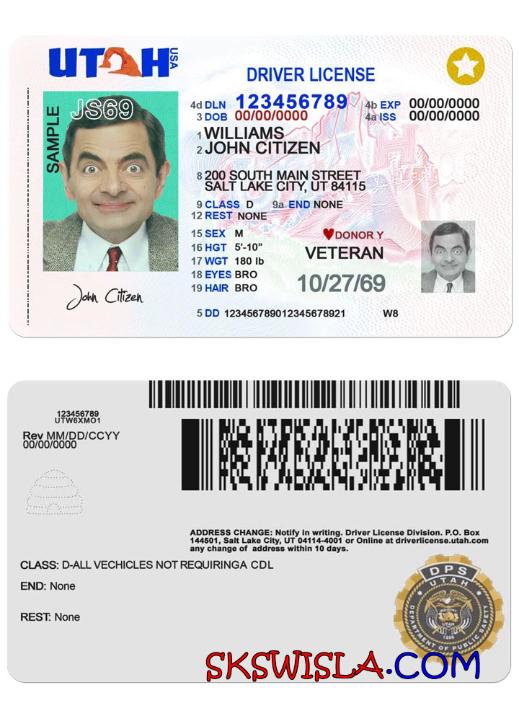 UTAH USA
DRIVER LICENSE
SAMPLE
JS69
4d DLN 123456789 4b EXP 00/00/0000
3 DOB 00/00/0000 4a ISS 00/00/0000
1 WILLIAMS
2 JOHN CITIZEN
8 200 SOUTH MAIN STREET
SALT LAKE CITY, UT 84115
9 CLASS D 9a END NONE
12 REST NONE
15 SEX M DONOR Y
16 HGT 5'-10" VETERAN
17 WGT 180 lb
18 EYES BRO 10/27/69
19 HAIR BRO
John Citizen
5 DD 123456789012345678921 W8
123456789
UTW6XMO1
Rev MM/DD/CCYY
00/00/0000
ADDRESS CHANGE: Notify in writing. Driver License Division. P.O. Box
144501, Salt Lake City, UT 04114-4001 or Online at driverlicense.utah.com
any change of address within 10 days.
CLASS: D-ALL VECHICLES NOT REQUIRINGA CDL
END: None
REST: None
DPS
UTAH
DEPARTMENT OF PUBLIC SAFETY
SKSWISLA.COM